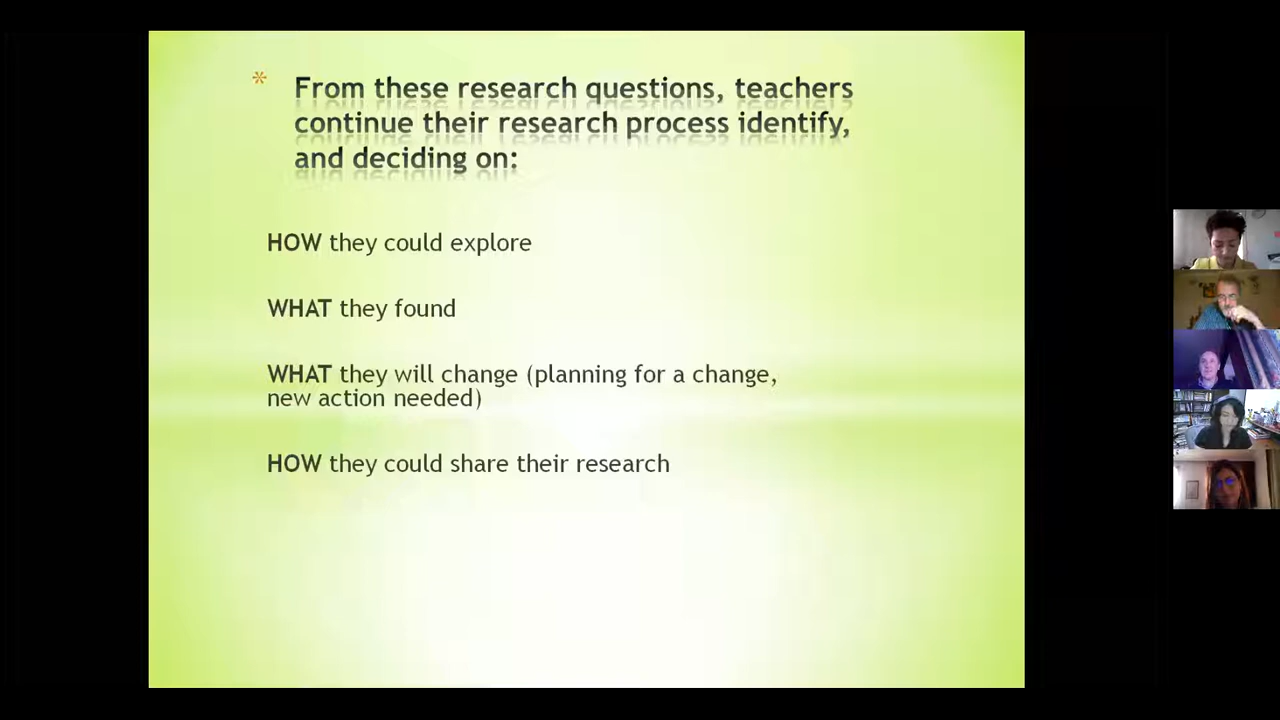 * From these research questions, teachers
continue their research process identify,
and deciding on:
HOW they could explore
WHAT they found
WHAT they will change (planning for a change,
new action needed)
HOW they could share their research